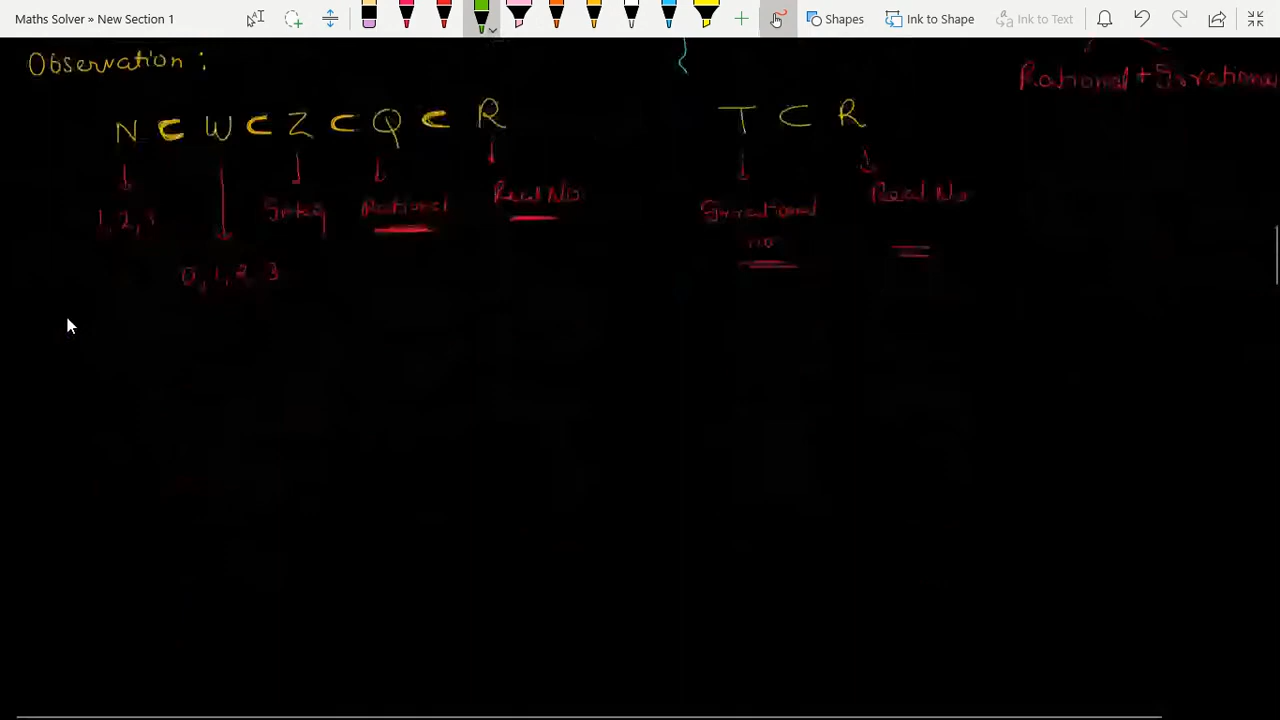 Maths Solver » New Section 1
Shapes
Ink to Shape
Ink to Text
Observation :
Rational + Irrational
N ⊂ W ⊂ Z ⊂ Q ⊂ R
T ⊂ R
1, 2, 3
0, 1, 2, 3
Rational
Real No.
Irrational
no
Real No